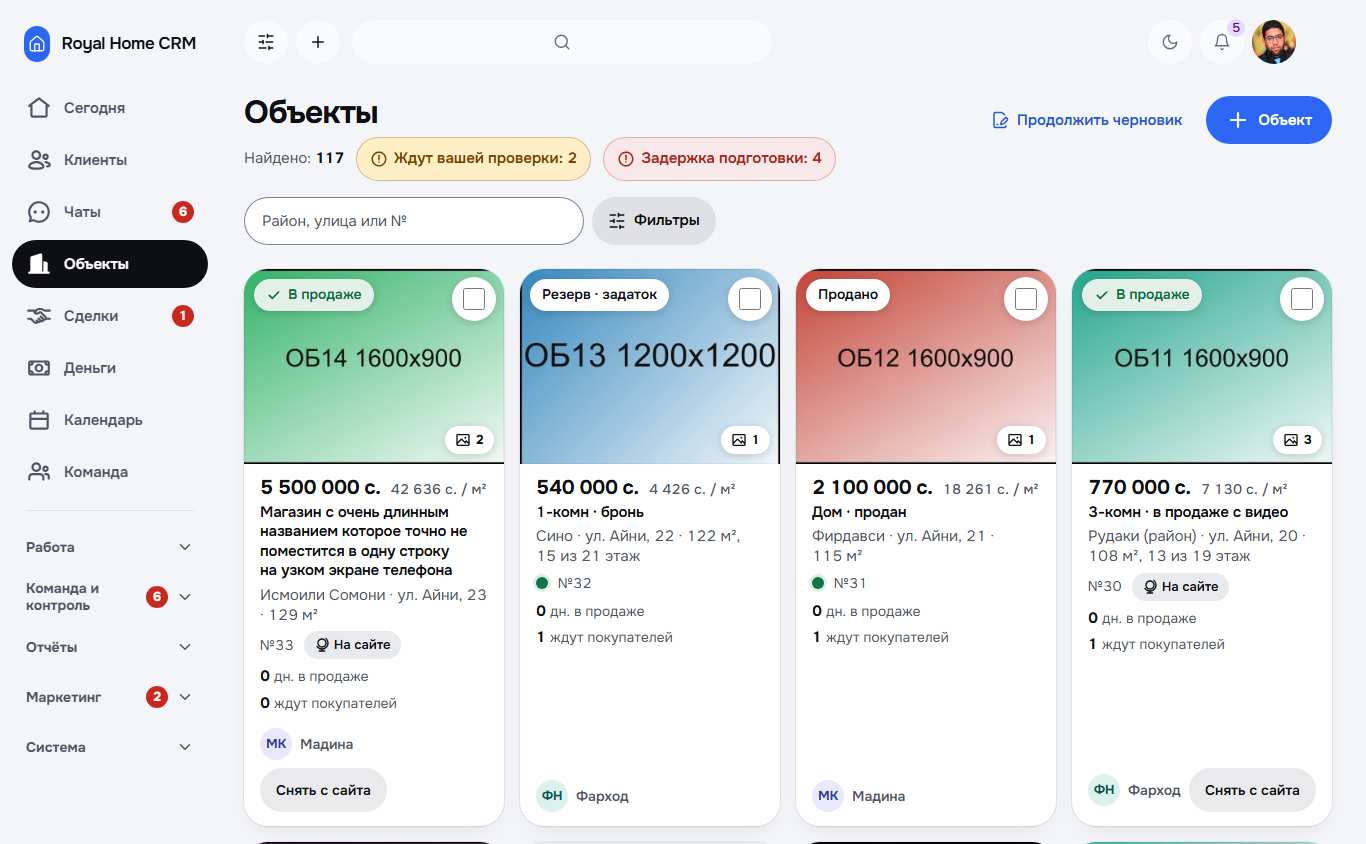 Royal Home CRM
5
Сегодня
Клиенты
Чаты 6
Объекты
Сделки 1
Деньги
Календарь
Команда
Работа
Команда и
контроль 6
Отчёты
Маркетинг 2
Система
Объекты
Продолжить черновик
Объект
Найдено: 117
Ждут вашей проверки: 2
Задержка подготовки: 4
Район, улица или №
Фильтры
В продаже
ОБ14 1600x900
2
5 500 000 с. 42 636 с. / м²
Магазин с очень длинным
названием которое точно не
поместится в одну строку
на узком экране телефона
Исмоили Сомони · ул. Айни, 23
· 129 м²
№33 На сайте
0 дн. в продаже
0 ждут покупателей
МК Мадина
Снять с сайта
Резерв · задаток
ОБ13 1200x1200
1
540 000 с. 4 426 с. / м²
1-комн · бронь
Сино · ул. Айни, 22 · 122 м²,
15 из 21 этаж
№32
0 дн. в продаже
1 ждут покупателей
ФН Фарход
Продано
ОБ12 1600x900
1
2 100 000 с. 18 261 с. / м²
Дом · продан
Фирдавси · ул. Айни, 21 ·
115 м²
№31
0 дн. в продаже
1 ждут покупателей
МК Мадина
В продаже
ОБ11 1600x900
3
770 000 с. 7 130 с. / м²
3-комн · в продаже с видео
Рудаки (район) · ул. Айни, 20 ·
108 м², 13 из 19 этаж
№30 На сайте
0 дн. в продаже
1 ждут покупателей
ФН Фарход
Снять с сайта